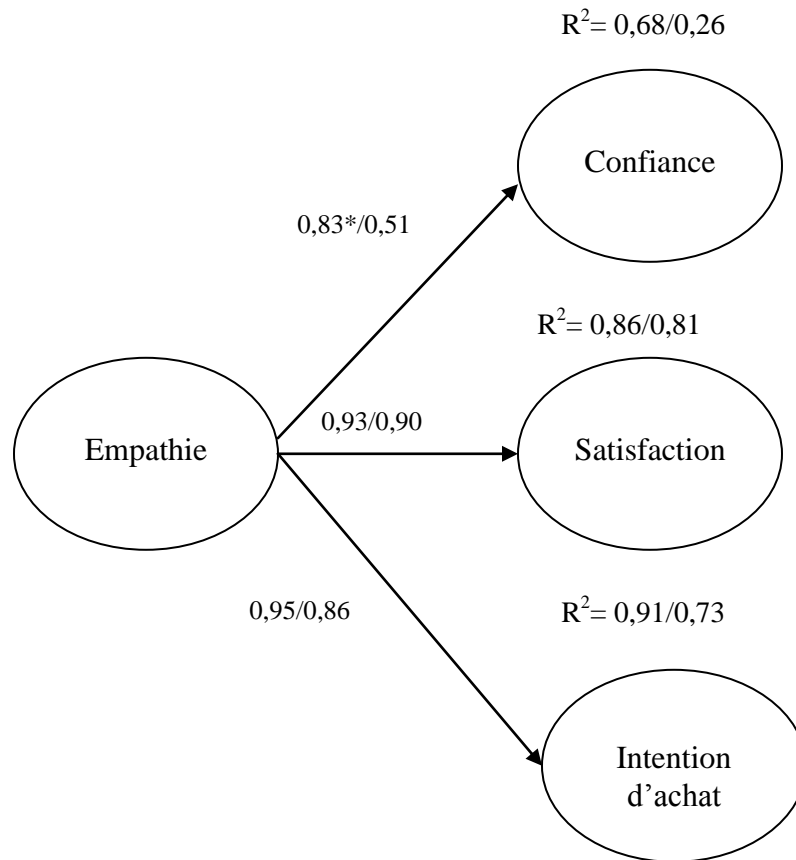 R²= 0,68/0,26
Confiance
0,83*/0,51
R²= 0,86/0,81
0,93/0,90
Empathie
Satisfaction
0,95/0,86
R²= 0,91/0,73
Intention
d’achat